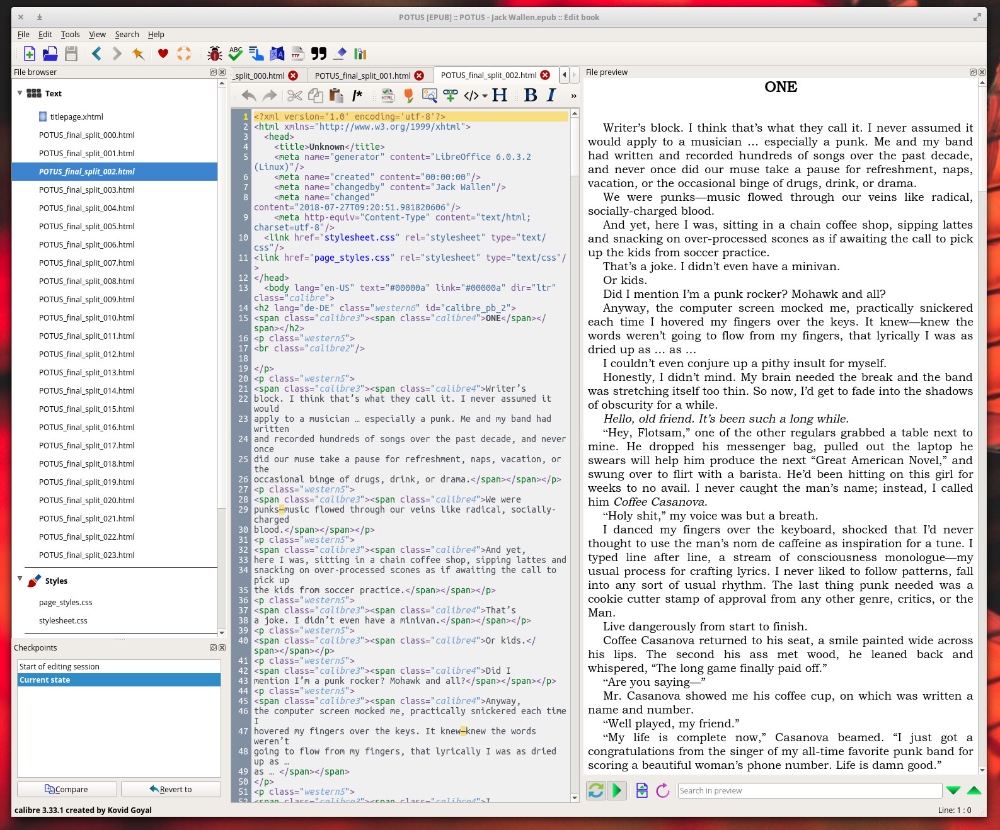 POTUS [EPUB] :: POTUS - Jack Wallen.epub :: Edit book
File Edit Tools View Search Help
File browser
Text
titlepage.xhtml
POTUS_final_split_000.html
POTUS_final_split_001.html
POTUS_final_split_002.html
POTUS_final_split_003.html
POTUS_final_split_004.html
POTUS_final_split_005.html
POTUS_final_split_006.html
POTUS_final_split_007.html
POTUS_final_split_008.html
POTUS_final_split_009.html
POTUS_final_split_010.html
POTUS_final_split_011.html
POTUS_final_split_012.html
POTUS_final_split_013.html
POTUS_final_split_014.html
POTUS_final_split_015.html
POTUS_final_split_016.html
POTUS_final_split_017.html
POTUS_final_split_018.html
POTUS_final_split_019.html
POTUS_final_split_020.html
POTUS_final_split_021.html
POTUS_final_split_022.html
POTUS_final_split_023.html
Styles
page_styles.css
stylesheet.css
Checkpoints
Start of editing session
Current state
Compare Revert to
calibre 3.33.1 created by Kovid Goyal
_split_000.html POTUS_final_split_001.html POTUS_final_split_002.html
/* </> H B I »
1 <?xml version='1.0' encoding='utf-8'?>
2 <html xmlns="http://www.w3.org/1999/xhtml">
3 <head>
4 <title>Unknown</title>
5 <meta name="generator" content="LibreOffice 6.0.3.2
(Linux)"/>
6 <meta name="created" content="00:00:00"/>
7 <meta name="changedby" content="Jack Wallen"/>
8 <meta name="changed"
content="2018-07-27T09:20:51.981820606"/>
9 <meta http-equiv="Content-Type" content="text/html;
charset=utf-8"/>
10 <link href="stylesheet.css" rel="stylesheet" type="text/
css"/>
11 <link href="page_styles.css" rel="stylesheet" type="text/css"/
>
12 </head>
13 <body lang="en-US" text="#00000a" link="#00000a" dir="ltr"
class="calibre">
14 <h2 lang="de-DE" class="western6" id="calibre_pb_2">
15 <span class="calibre3"><span class="calibre4">ONE</span></
span></h2>
16 <p class="western5">
17 <br class="calibre2"/>
18
19 </p>
20 <p class="western5">
21 <span class="calibre3"><span class="calibre4">Writer’s
22 block. I think that’s what they call it. I never assumed it
would
23 apply to a musician … especially a punk. Me and my band had
written
24 and recorded hundreds of songs over the past decade, and never
once
25 did our muse take a pause for refreshment, naps, vacation, or
the
26 occasional binge of drugs, drink, or drama.</span></span></p>
27 <p class="western5">
28 <span class="calibre3"><span class="calibre4">We were
29 punks—music flowed through our veins like radical, socially-
charged
30 blood.</span></span></p>
31 <p class="western5">
32 <span class="calibre3"><span class="calibre4">And yet,
33 here I was, sitting in a chain coffee shop, sipping lattes and
34 snacking on over-processed scones as if awaiting the call to
pick up
35 the kids from soccer practice.</span></span></p>
36 <p class="western5">
37 <span class="calibre3"><span class="calibre4">That’s
38 a joke. I didn’t even have a minivan.</span></span></p>
39 <p class="western5">
40 <span class="calibre3"><span class="calibre4">Or kids.</
span></span></p>
41 <p class="western5">
42 <span class="calibre3"><span class="calibre4">Did I
43 mention I’m a punk rocker? Mohawk and all?</span></span></p>
44 <p class="western5">
45 <span class="calibre3"><span class="calibre4">Anyway,
46 the computer screen mocked me, practically snickered each time
I
47 hovered my fingers over the keys. It knew—knew the words
weren’t
48 going to flow from my fingers, that lyrically I was as dried
up as …
49 as … </span></span>
50 </p>
51 <p class="western5">
File preview
ONE
Writer’s block. I think that’s what they call it. I never assumed it
would apply to a musician … especially a punk. Me and my band
had written and recorded hundreds of songs over the past decade,
and never once did our muse take a pause for refreshment, naps,
vacation, or the occasional binge of drugs, drink, or drama.
We were punks—music flowed through our veins like radical,
socially-charged blood.
And yet, here I was, sitting in a chain coffee shop, sipping lattes
and snacking on over-processed scones as if awaiting the call to pick
up the kids from soccer practice.
That’s a joke. I didn’t even have a minivan.
Or kids.
Did I mention I’m a punk rocker? Mohawk and all?
Anyway, the computer screen mocked me, practically snickered
each time I hovered my fingers over the keys. It knew—knew the
words weren’t going to flow from my fingers, that lyrically I was as
dried up as … as …
I couldn’t even conjure up a pithy insult for myself.
Honestly, I didn’t mind. My brain needed the break and the band
was stretching itself too thin. So now, I’d get to fade into the shadows
of obscurity for a while.
Hello, old friend. It’s been such a long while.
“Hey, Flotsam,” one of the other regulars grabbed a table next to
mine. He dropped his messenger bag, pulled out the laptop he
swears will help him produce the next “Great American Novel,” and
swung over to flirt with a barista. He’d been hitting on this girl for
weeks to no avail. I never caught the man’s name; instead, I called
him Coffee Casanova.
“Holy shit,” my voice was but a breath.
I danced my fingers over the keyboard, shocked that I’d never
thought to use the man’s nom de caffeine as inspiration for a tune. I
typed line after line, a stream of consciousness monologue—my
usual process for crafting lyrics. I never liked to follow patterns, fall
into any sort of usual rhythm. The last thing punk needed was a
cookie cutter stamp of approval from any other genre, critics, or the
Man.
Live dangerously from start to finish.
Coffee Casanova returned to his seat, a smile painted wide across
his lips. The second his ass met wood, he leaned back and
whispered, “The long game finally paid off.”
“Are you saying—”
Mr. Casanova showed me his coffee cup, on which was written a
name and number.
“Well played, my friend.”
“My life is complete now,” Casanova beamed. “I just got a
congratulations from the singer of my all-time favorite punk band for
scoring a beautiful woman’s phone number. Life is damn good.”
Search in preview
Line: 1 : 0